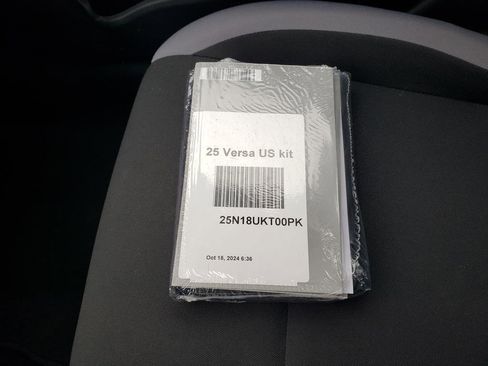 25 Versa US kit
25N18UKT00PK
Oct 18, 2024 6:36